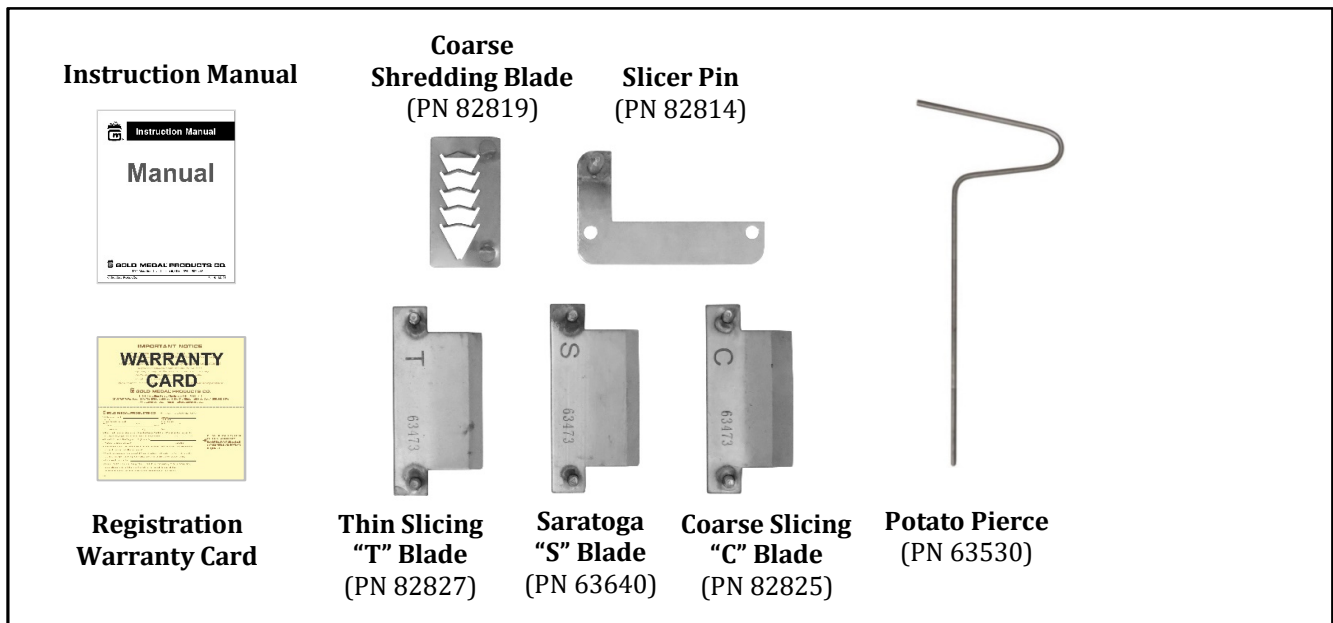 Instruction Manual
Coarse
Shredding Blade
(PN 82819)
Slicer Pin
(PN 82814)
Instruction Manual
Manual
GOLD MEDAL PRODUCTS CO.
IMPORTANT NOTICE
WARRANTY
CARD
GOLD MEDAL PRODUCTS CO.
T
63473
S
63473
C
63473
Registration
Warranty Card
Thin Slicing
“T” Blade
(PN 82827)
Saratoga
“S” Blade
(PN 63640)
Coarse Slicing
“C” Blade
(PN 82825)
Potato Pierce
(PN 63530)